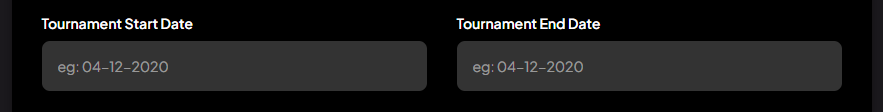 Tournament Start Date
Tournament End Date
eg: 04-12-2020
eg: 04-12-2020